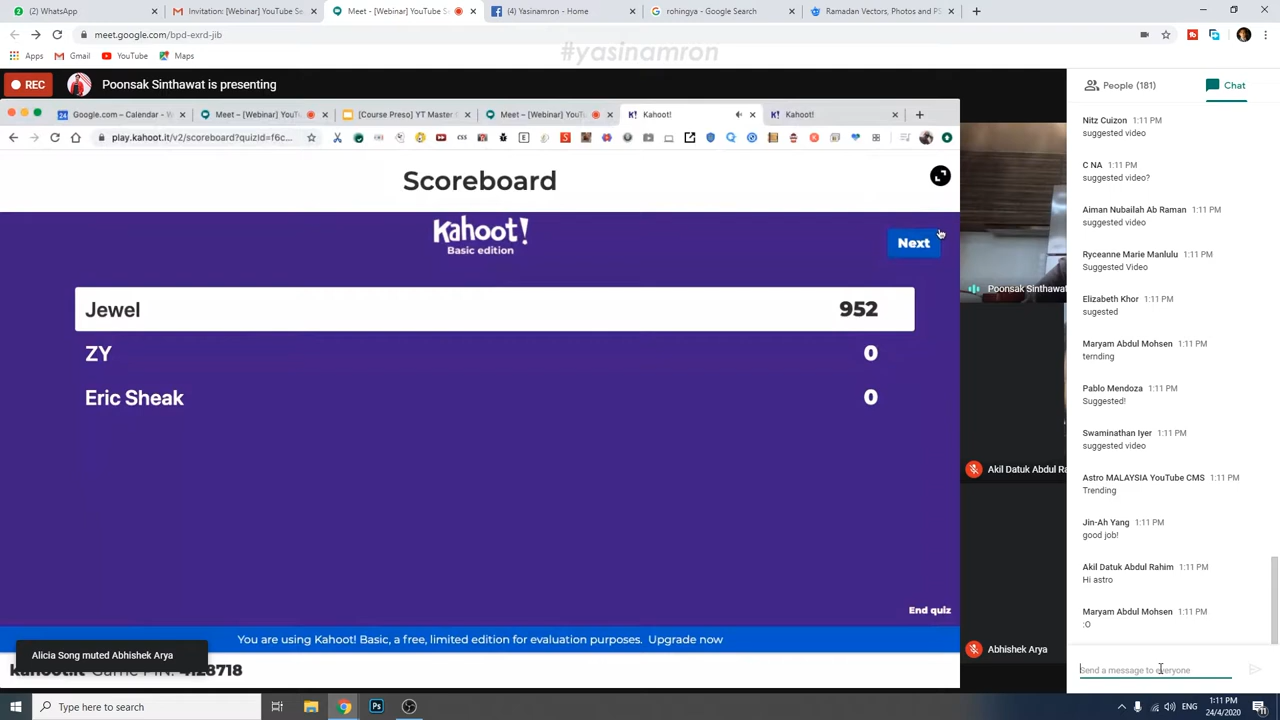 2
WhatsApp
Invitation: [Webinar] YouTube Se
Meet - [Webinar] YouTube Se
(4) Yasinamron - Home
rohingya - Google Search
Ramadan Vectors, Photos and PS
meet.google.com/bpd-exrd-jib
#yasinamron
Apps
Gmail
YouTube
Maps
REC
Poonsak Sinthawat is presenting
People (181)
Chat
Google.com - Calendar - W
Meet – [Webinar] YouTube
[Course Preso] YT Master C
Meet – [Webinar] YouTub
Kahoot!
Kahoot!
play.kahoot.it/v2/scoreboard?quizId=f6c...
Scoreboard
Kahoot!
Basic edition
Next
Jewel 952
ZY 0
Eric Sheak 0
End quiz
You are using Kahoot! Basic, a free, limited edition for evaluation purposes. Upgrade now
Alicia Song muted Abhishek Arya
Game PIN:
Poonsak Sinthawat
Akil Datuk Abdul Ra
Abhishek Arya
Nitz Cuizon 1:11 PM
suggested video
C NA 1:11 PM
suggested video?
Aiman Nubailah Ab Raman 1:11 PM
suggested video
Ryceanne Marie Manlulu 1:11 PM
Suggested Video
Elizabeth Khor 1:11 PM
sugested
Maryam Abdul Mohsen 1:11 PM
ternding
Pablo Mendoza 1:11 PM
Suggested!
Swaminathan Iyer 1:11 PM
suggested video
Astro MALAYSIA YouTube CMS 1:11 PM
Trending
Jin-Ah Yang 1:11 PM
good job!
Akil Datuk Abdul Rahim 1:11 PM
Hi astro
Maryam Abdul Mohsen 1:11 PM
:O
Send a message to everyone
Type here to search
ENG
1:11 PM
24/4/2020